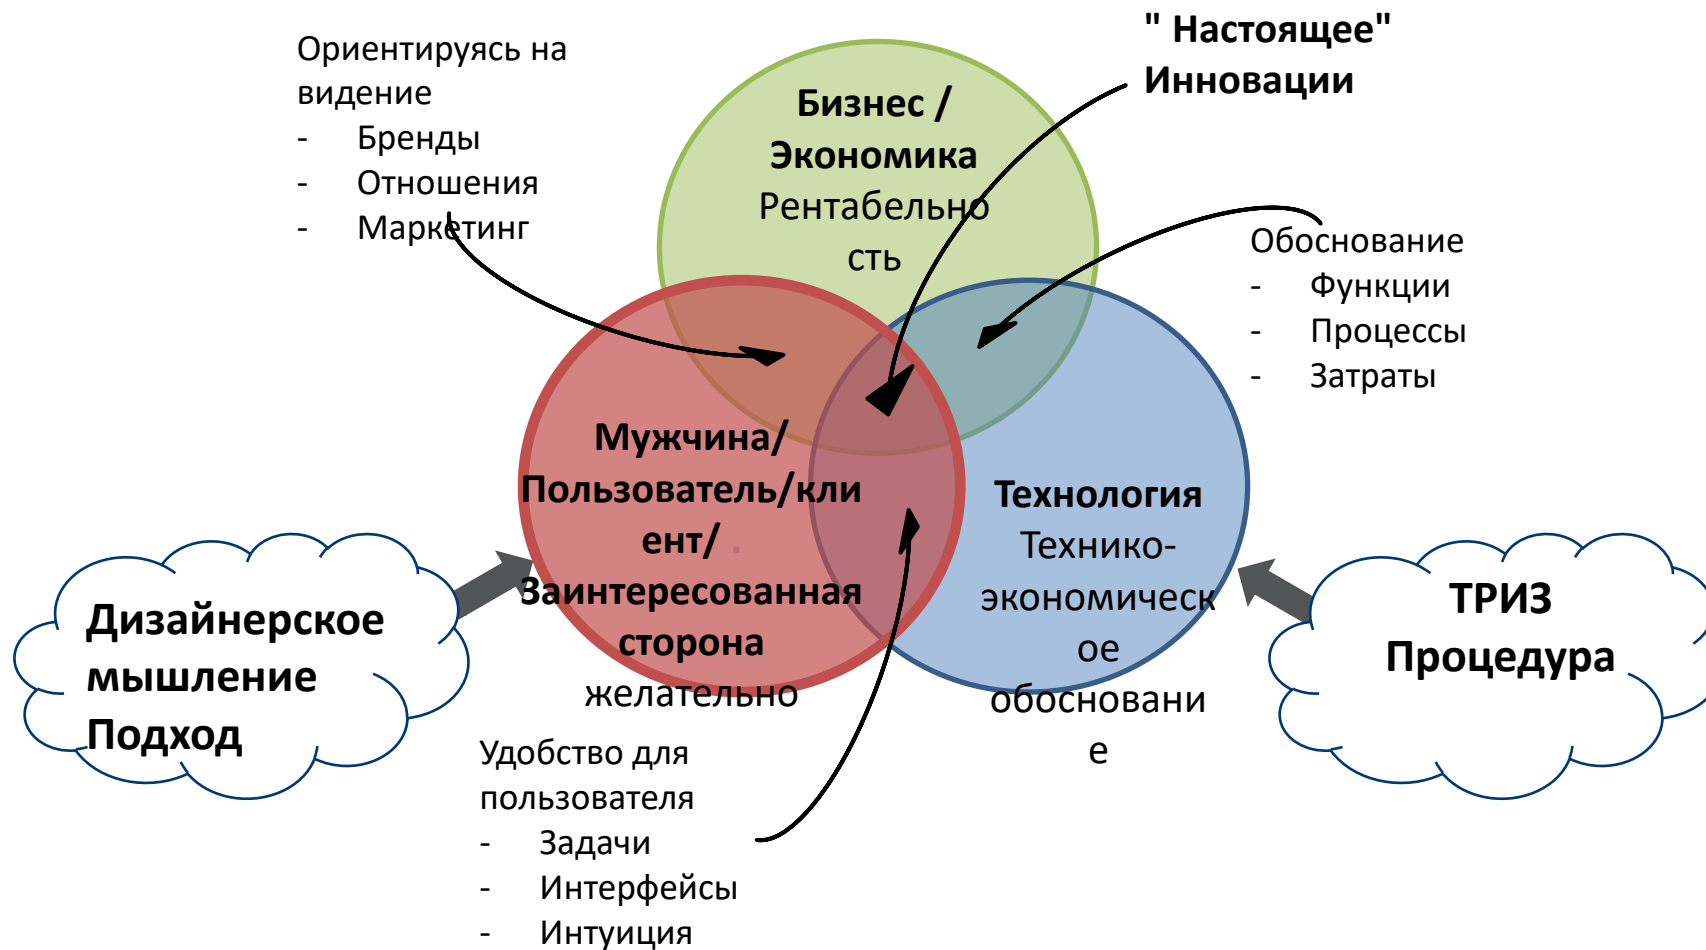 Ориентируясь на
видение
- Бренды
- Отношения
- Маркетинг
" Настоящее"
Инновации
Бизнес /
Экономика
Рентабельно
сть
Обоснование
- Функции
- Процессы
- Затраты
Мужчина/
Пользователь/кли
ент/ .
Заинтересованная
сторона
желательно
Технология
Технико-
экономическ
ое
обосновани
е
Дизайнерское
мышление
Подход
ТРИЗ
Процедура
Удобство для
пользователя
- Задачи
- Интерфейсы
- Интуиция